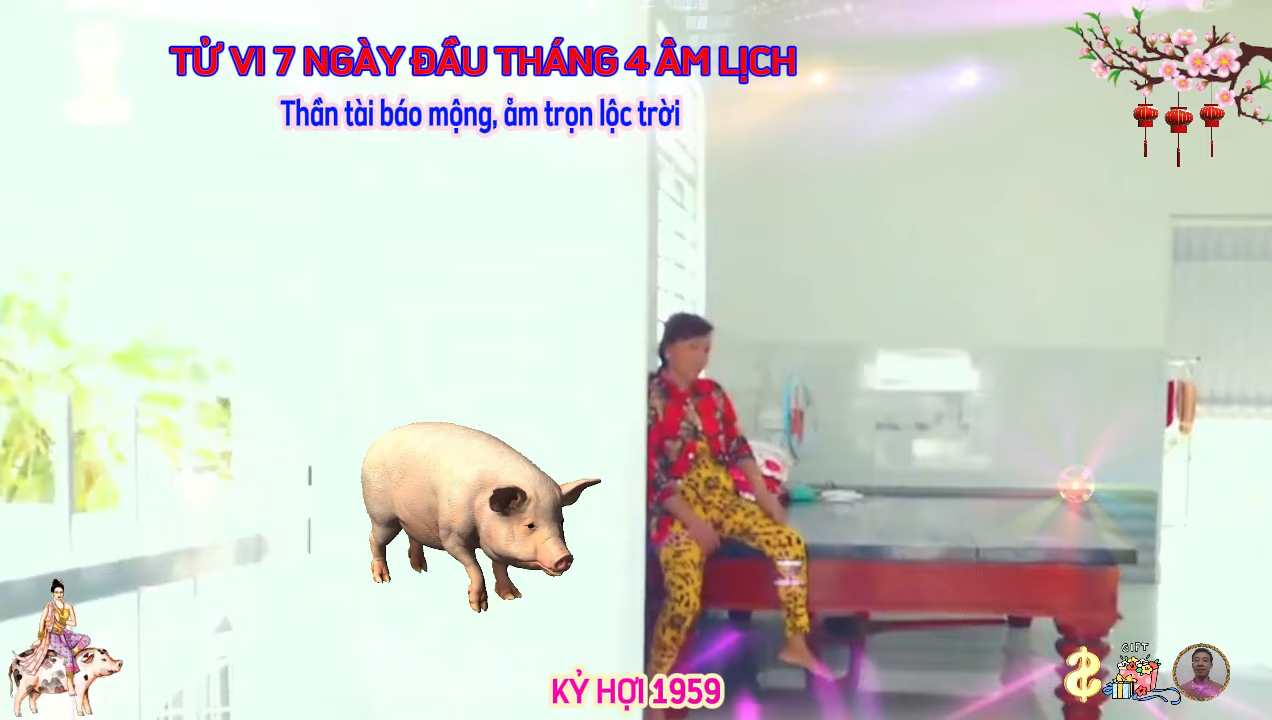 TỬ VI 7 NGÀY ĐẦU THÁNG 4 ÂM LỊCH
Thần tài báo mộng, ẳm trọn lộc trời
KỶ HỢI 1959
GIFT